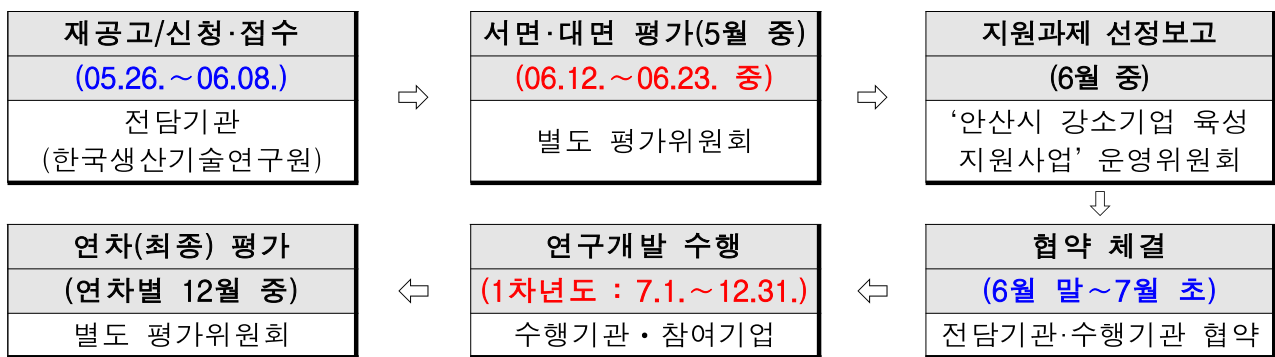 재공고/신청·접수
(05.26.~06.08.)
전담기관
(한국생산기술연구원)
서면·대면 평가(5월 중)
(06.12.~06.23. 중)
별도 평가위원회
지원과제 선정보고
(6월 중)
‘안산시 강소기업 육성
지원사업’ 운영위원회
협약 체결
(6월 말~7월 초)
전담기관·수행기관 협약
연구개발 수행
(1차년도 : 7.1.~12.31.)
수행기관·참여기업
연차(최종) 평가
(연차별 12월 중)
별도 평가위원회